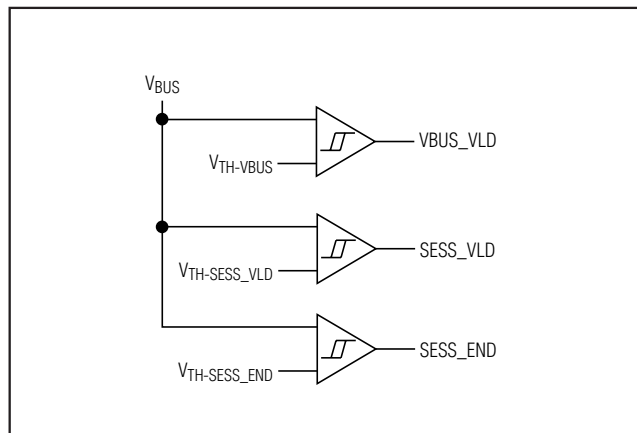 VBUS
VTH-VBUS
VBUS_VLD
VTH-SESS_VLD
SESS_VLD
VTH-SESS_END
SESS_END